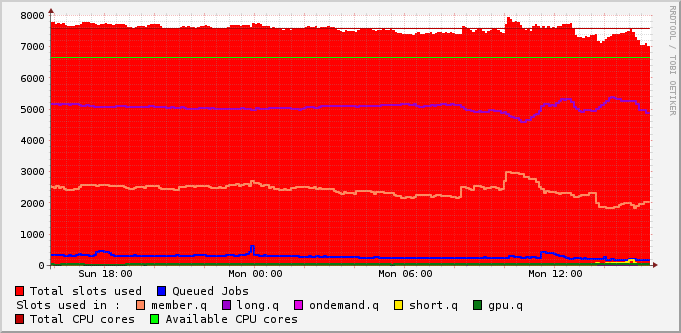 8000
7000
6000
5000
4000
3000
2000
1000
0
Sun 18:00 Mon 00:00 Mon 06:00 Mon 12:00
RRDTOOL / TOBI OETIKER
Total slots used Queued Jobs
Slots used in : member.q long.q ondemand.q short.q gpu.q
Total CPU cores Available CPU cores